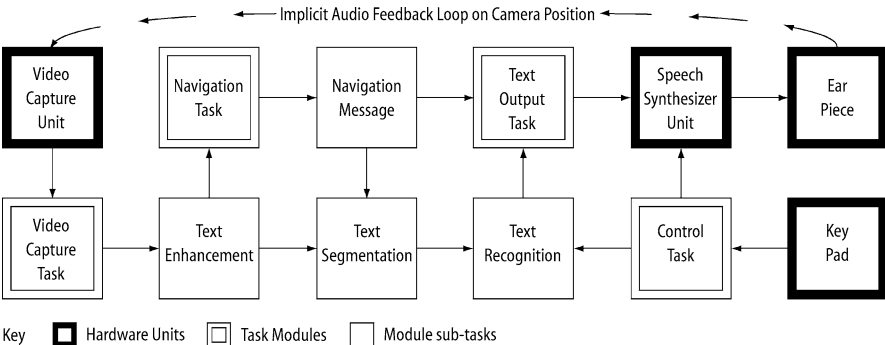 Implicit Audio Feedback Loop on Camera Position
Video
Capture
Unit
Navigation
Task
Navigation
Message
Text
Output
Task
Speech
Synthesizer
Unit
Ear
Piece
Video
Capture
Task
Text
Enhancement
Text
Segmentation
Text
Recognition
Control
Task
Key
Pad
Key
Hardware Units
Task Modules
Module sub-tasks